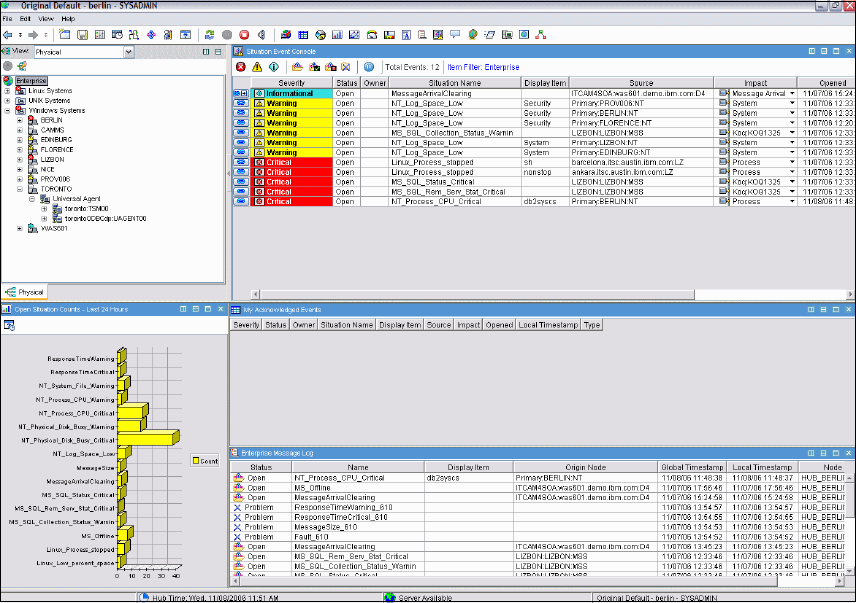 Original Default - berlin - SYSADMIN
File Edit View Help
View: Physical
Enterprise
Linux Systems
UNIX Systems
Windows Systems
BERLIN
CAMMS
EDINBURG
FLORENCE
LIZBON
NICE
PROV006
TORONTO
Universal Agent
toronto:TSM00
torontoODBCdp:UAGENT00
WAS601
Physical
Situation Event Console
Total Events: 12 Item Filter: Enterprise
Severity Status Owner Situation Name Display Item Source Impact Opened
Informational Open MessageArrivalClearing ITCAM4SOA:was601.demo.ibm.com:D4 Message Arrival 11/07/06 15:24
Warning Open NT_Log_Space_Low Security Primary:PROV006:NT System 11/07/06 12:33
Warning Open NT_Log_Space_Low Security Primary:BERLIN:NT System 11/07/06 12:33
Warning Open NT_Log_Space_Low Security Primary:FLORENCE:NT System 11/07/06 12:20
Warning Open MS_SQL_Collection_Status_Warnin LIZBON:LIZBON:MSS Koq:KOQ1325 11/07/06 12:33
Warning Open NT_Log_Space_Low System Primary:LIZBON:NT System 11/07/06 12:33
Warning Open NT_Log_Space_Low System Primary:EDINBURG:NT System 11/07/06 12:33
Critical Open Linux_Process_stopped sh barcelona.itsc.austin.ibm.com:LZ Process 11/07/06 12:33
Critical Open Linux_Process_stopped nonstop ankara.itsc.austin.ibm.com:LZ Process 11/07/06 12:33
Critical Open MS_SQL_Status_Critical LIZBON:LIZBON:MSS Koq:KOQ1325 11/07/06 12:33
Critical Open MS_SQL_Rem_Serv_Stat_Critical LIZBON:LIZBON:MSS Koq:KOQ1325 11/07/06 12:33
Critical Open NT_Process_CPU_Critical db2syscs Primary:BERLIN:NT Process 11/08/06 11:48
Open Situation Counts - Last 24 Hours
ResponseTimeWarning
ResponseTimeCritical
NT_System_File_Warning
NT_Process_CPU_Warning
NT_Process_CPU_Critical
NT_Physical_Disk_Busy_Warning
NT_Physical_Disk_Busy_Critical
NT_Log_Space_Low
MessageSize
MessageArrivalClearing
MS_SQL_Status_Critical
MS_SQL_Rem_Serv_Stat_Critical
MS_SQL_Collection_Status_Warnin
MS_Offline
Linux_Process_stopped
Linux_Low_percent_space
0 10 20 30 40
Count
My Acknowledged Events
Severity Status Owner Situation Name Display Item Source Impact Opened Local Timestamp Type
Enterprise Message Log
Status Name Display Item Origin Node Global Timestamp Local Timestamp Node
Open NT_Process_CPU_Critical db2syscs Primary:BERLIN:NT 11/08/06 11:48:38 11/08/06 11:48:37 HUB_BERLIN
Open MS_Offline ITCAM4SOA:was601.demo.ibm.com:D4 11/07/06 17:56:46 11/07/06 17:56:46 HUB_BERLIN
Open MessageArrivalClearing ITCAM4SOA:was601.demo.ibm.com:D4 11/07/06 15:24:58 11/07/06 15:24:58 HUB_BERLIN
Problem ResponseTimeWarning_610 11/07/06 13:54:57 11/07/06 13:54:57 HUB_BERLIN
Problem ResponseTimeCritical_610 11/07/06 13:54:55 11/07/06 13:54:55 HUB_BERLIN
Problem MessageSize_610 11/07/06 13:54:53 11/07/06 13:54:53 HUB_BERLIN
Problem Fault_610 11/07/06 13:54:52 11/07/06 13:54:52 HUB_BERLIN
Open MessageArrivalClearing ITCAM4SOA:was601.demo.ibm.com:D4 11/07/06 13:45:23 11/07/06 13:45:23 HUB_BERLIN
Open MS_SQL_Rem_Serv_Stat_Critical LIZBON:LIZBON:MSS 11/07/06 12:33:46 11/07/06 12:33:46 HUB_BERLIN
Open MS_SQL_Collection_Status_Warnin LIZBON:LIZBON:MSS 11/07/06 12:33:46 11/07/06 12:33:46 HUB_BERLIN
Hub Time: Wed, 11/08/2006 11:51 AM Server Available Original Default - berlin - SYSADMIN